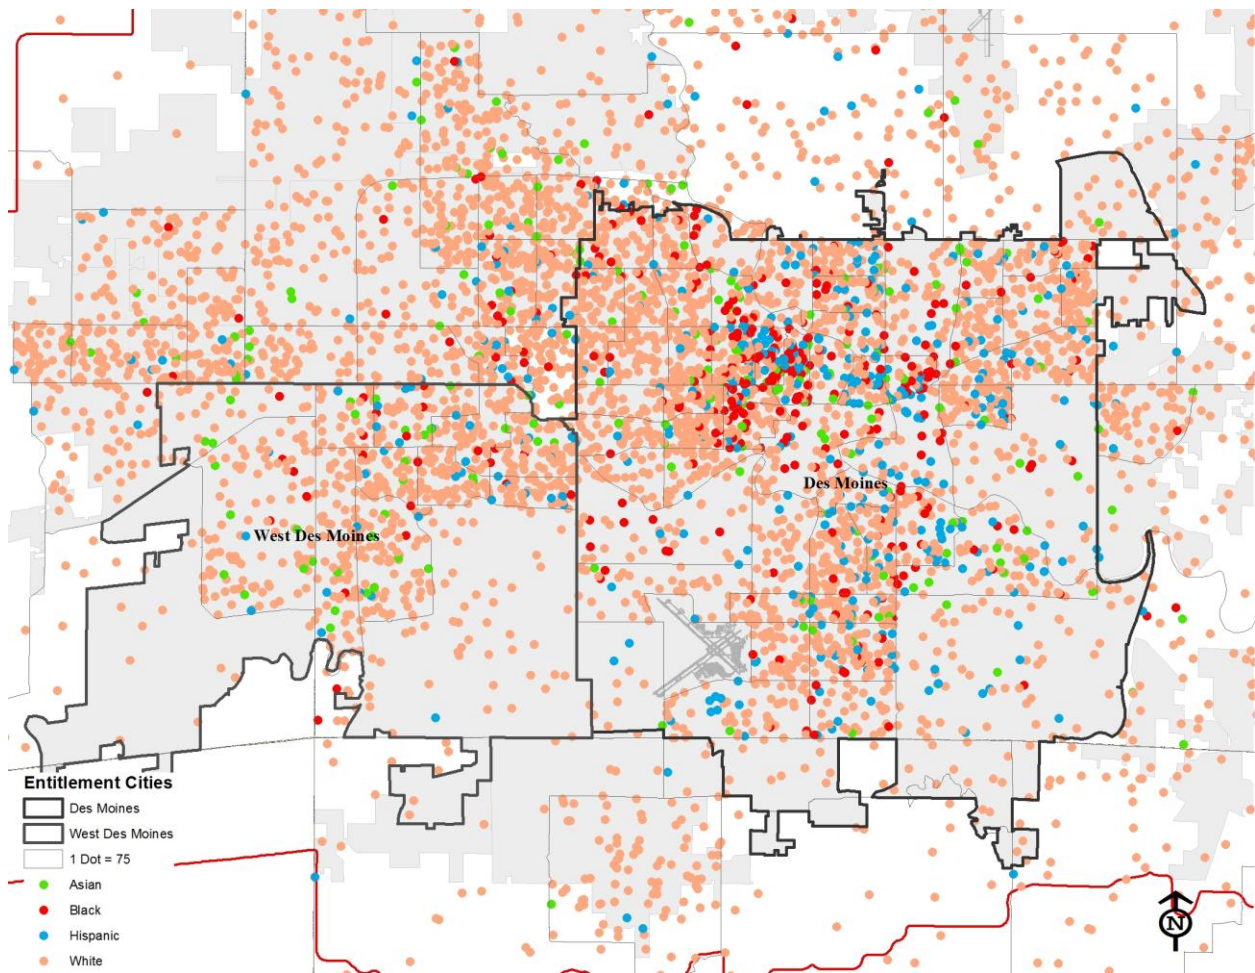 Des Moines
West Des Moines
Entitlement Cities
Des Moines
West Des Moines
1 Dot = 75
Asian
Black
Hispanic
White
N